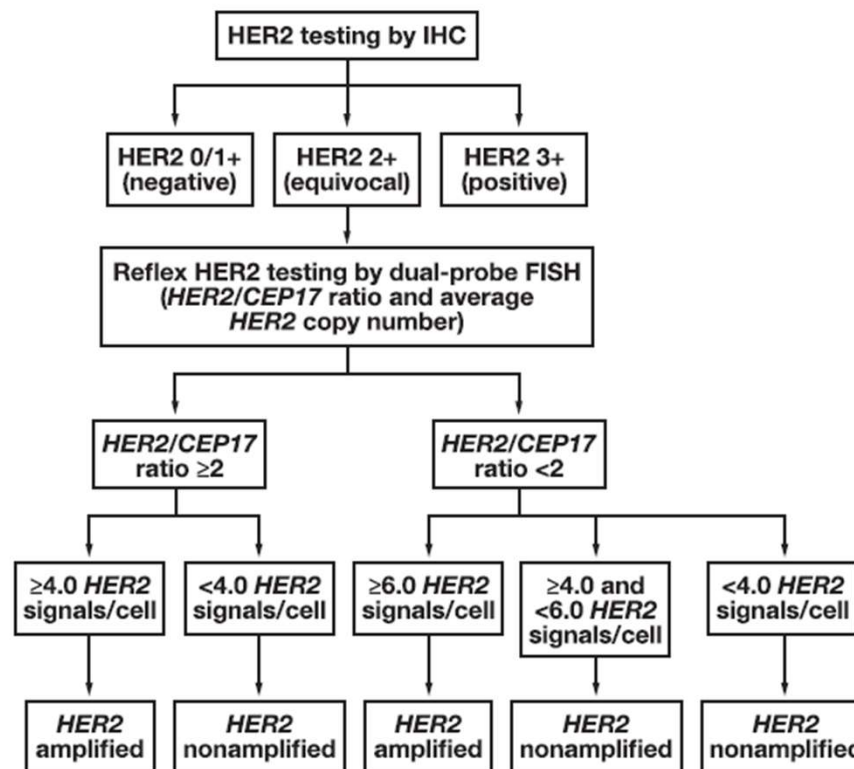 HER2 testing by IHC
HER2 0/1+
(negative)
HER2 2+
(equivocal)
HER2 3+
(positive)
Reflex HER2 testing by dual-probe FISH
(HER2/CEP17 ratio and average
HER2 copy number)
HER2/CEP17
ratio ≥2
HER2/CEP17
ratio <2
≥4.0 HER2
signals/cell
<4.0 HER2
signals/cell
≥6.0 HER2
signals/cell
≥4.0 and
<6.0 HER2
signals/cell
<4.0 HER2
signals/cell
HER2
amplified
HER2
nonamplified
HER2
amplified
HER2
nonamplified
HER2
nonamplified